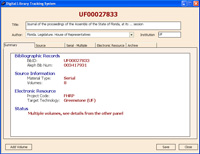 Digital Library Tracking System
UF00027833
Title: Journal of the proceedings of the Assembly of the State of Florida, at its ... session
Author: Florida. Legislature. House of Representatives Institution: UF
Summary Source Serial - Multiple Electronic Resource Archive
Bibliographic Records
BibID: UF00027833
Aleph Bib Num:
Source Information
Material Type: Serial
Volumes: 6
Electronic Resource
Project Code: FHRP
Target Technology: Greenstone (UF)
Status
Multiple volumes, see details from the other panel
Add Volume Save Close